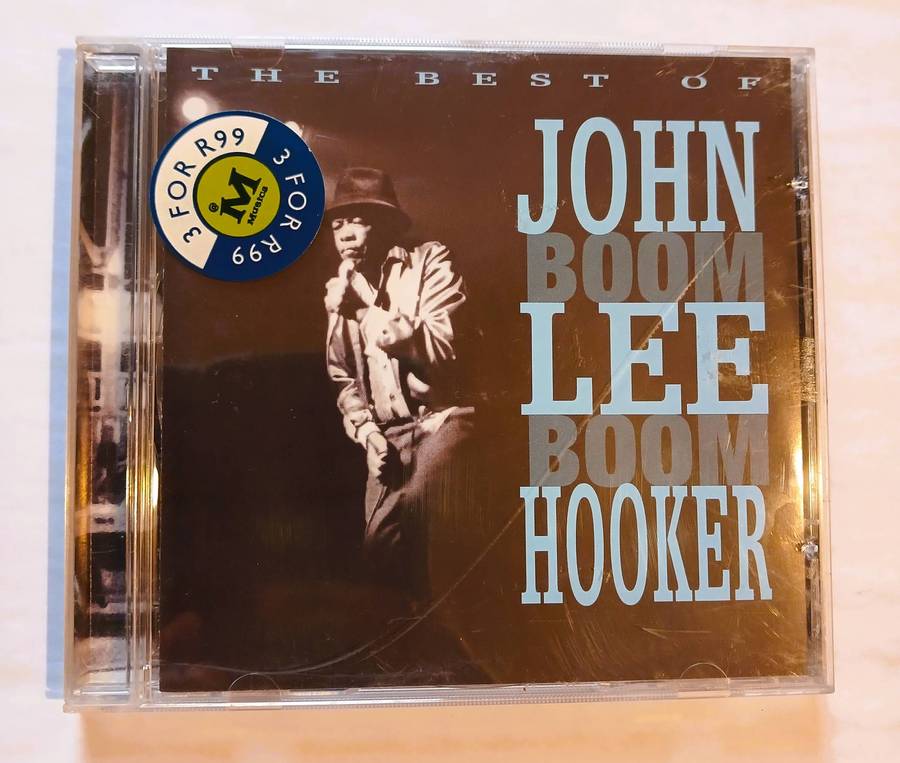 THE BEST OF
JOHN
BOOM
LEE
BOOM
HOOKER
3 FOR R99
3 FOR R99
@
M
Musica